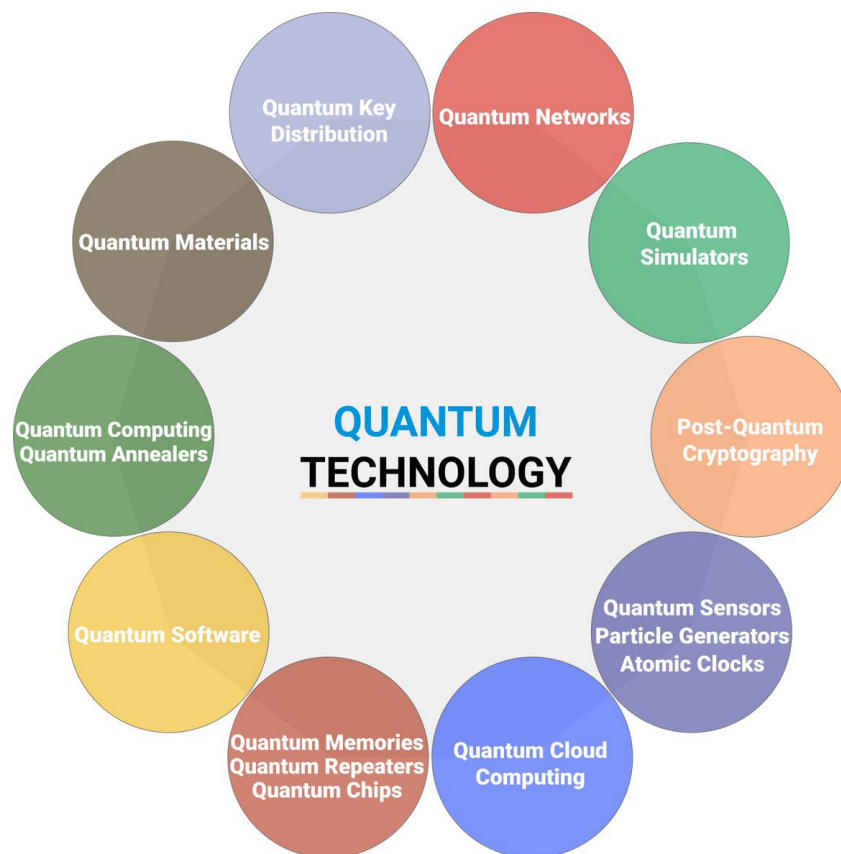 Quantum Key
Distribution
Quantum Networks
Quantum Materials
Quantum
Simulators
QUANTUM
TECHNOLOGY
Quantum Computing
Quantum Annealers
Post-Quantum
Cryptography
Quantum Software
Quantum Sensors
Particle Generators
Atomic Clocks
Quantum Memories
Quantum Repeaters
Quantum Chips
Quantum Cloud
Computing